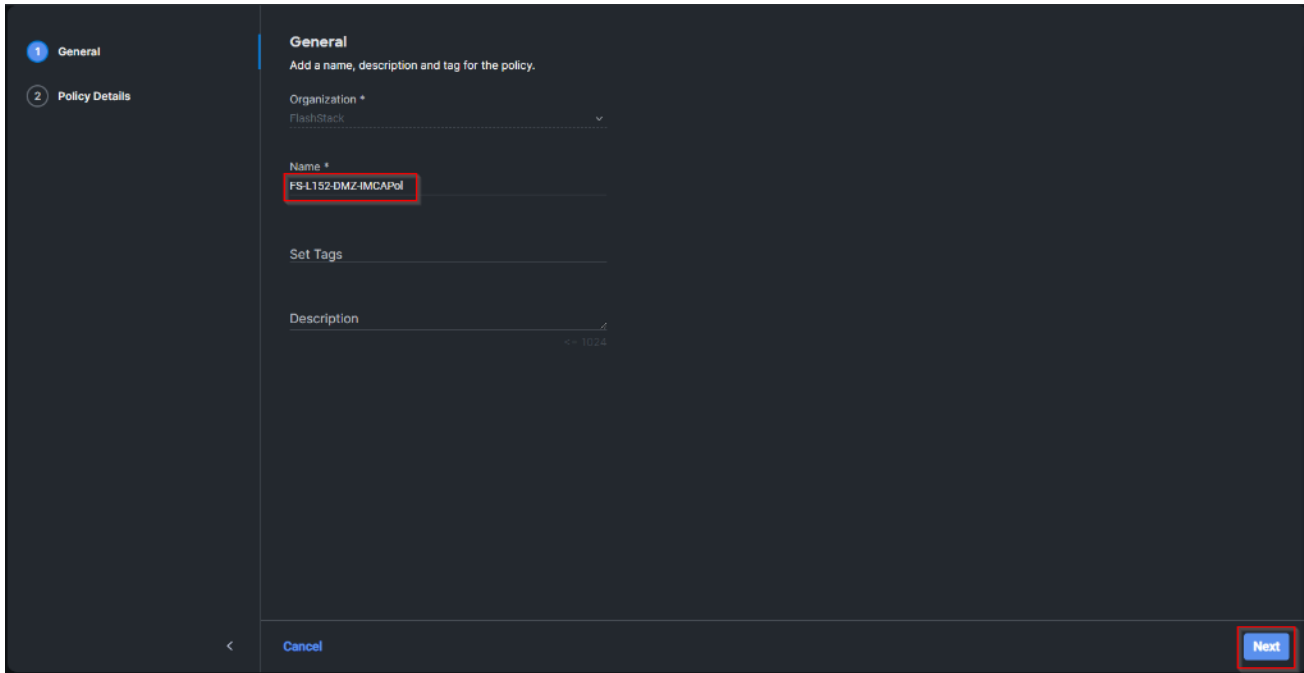 1 General
2 Policy Details
General
Add a name, description and tag for the policy.
Organization *
FlashStack
Name *
FS-L152-DMZ-IMCAPol
Set Tags
Description
<= 1024
Cancel
Next